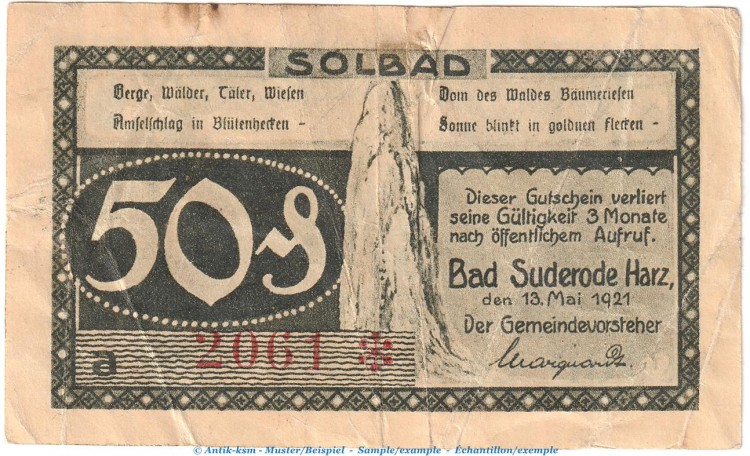 SOLBAD
Berge, Wälder, Täler, Wiesen
Amselschlag in Blütenhecken -
Dom des Waldes Bäumeriesen
Sonne blinkt in goldnen flecken -
50 ₰
Dieser Gutschein verliert
seine Gültigkeit 3 Monate
nach öffentlichem Aufruf.
Bad Suderode Harz,
den 13. Mai 1921
Der Gemeindevorsteher
Marquardt.
a
2061
© Antik-ksm - Muster/Beispiel - Sample/example - Échantillon/exemple